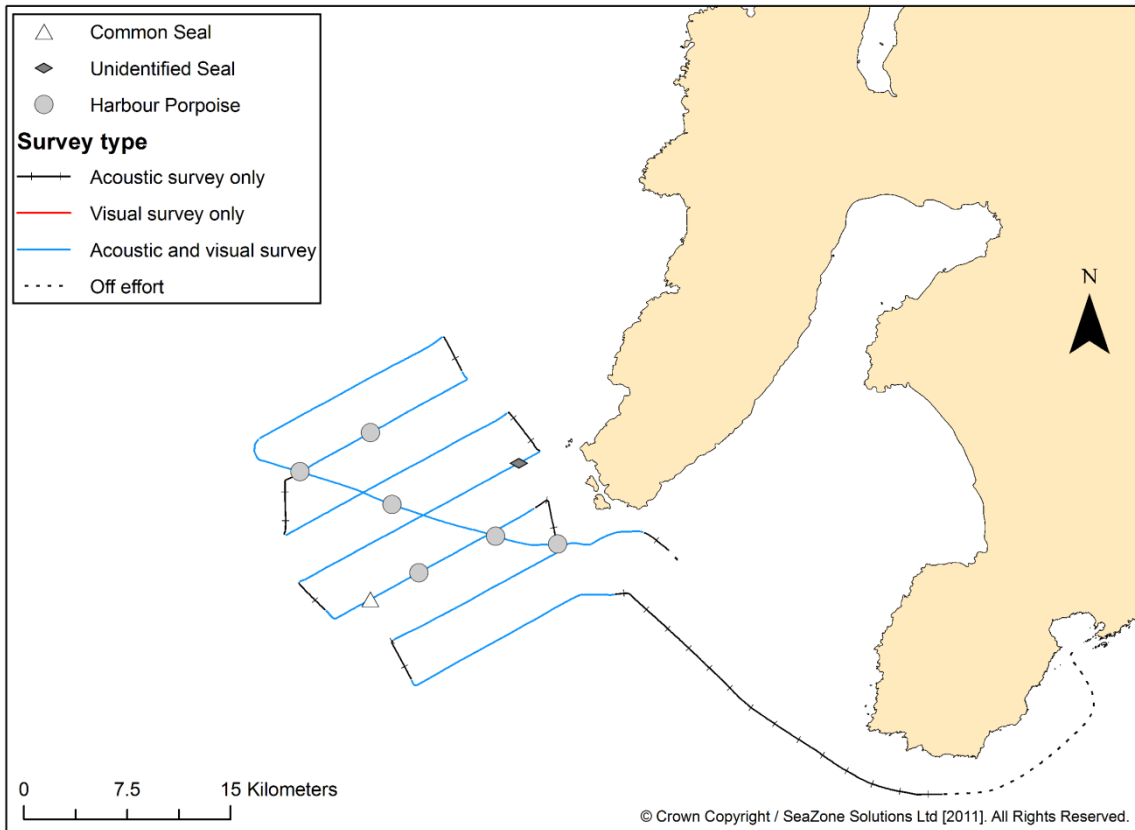 Common Seal
Unidentified Seal
Harbour Porpoise
Survey type
Acoustic survey only
Visual survey only
Acoustic and visual survey
Off effort
N
0 7.5 15 Kilometers
© Crown Copyright / SeaZone Solutions Ltd [2011]. All Rights Reserved.